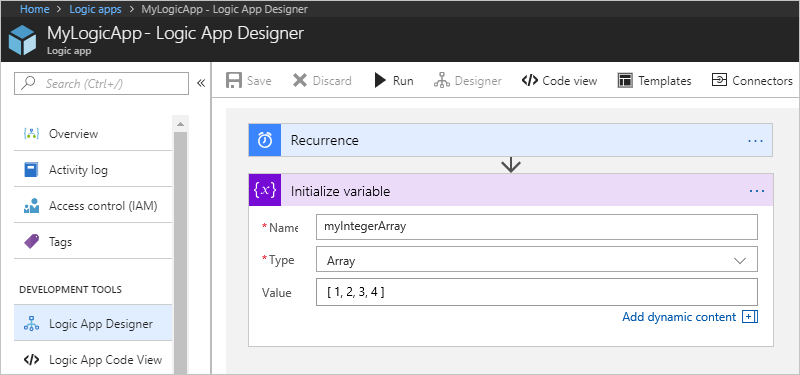 Home > Logic apps > MyLogicApp - Logic App Designer
MyLogicApp - Logic App Designer
Logic app
Search (Ctrl+/)
«
Save Discard Run Designer Code view Templates Connectors
Overview
Activity log
Access control (IAM)
Tags
DEVELOPMENT TOOLS
Logic App Designer
Logic App Code View
Recurrence ...
{x} Initialize variable ...
* Name myIntegerArray
* Type Array
Value [ 1, 2, 3, 4 ]
Add dynamic content